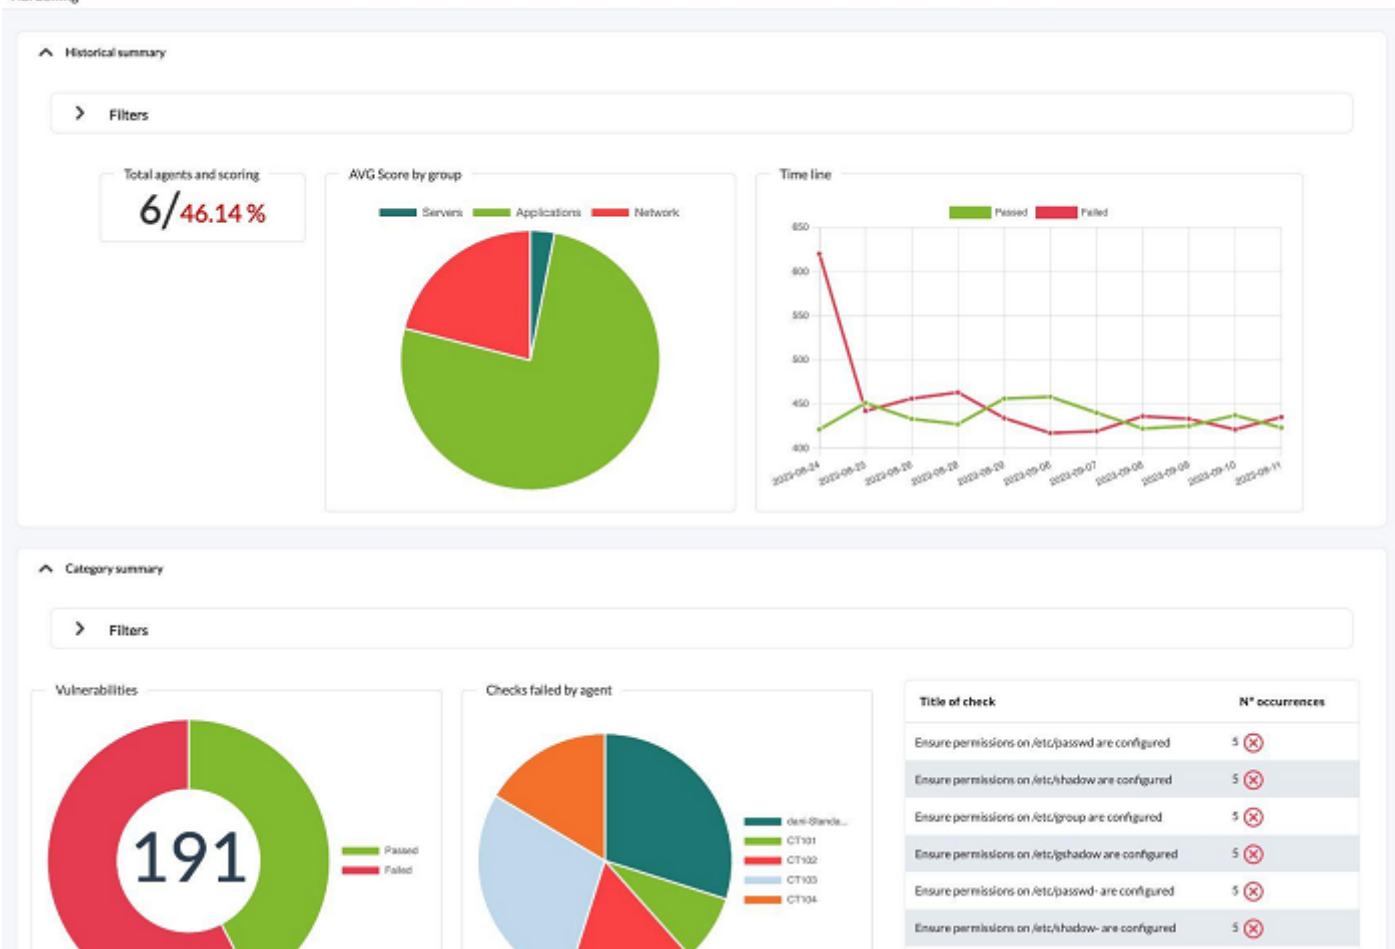 Historical summary
Filters
Total agents and scoring
6/46.14 %
AVG Score by group
Servers Applications Network
Time line
Passed Failed
650
600
550
500
450
400
2023-08-24 2023-08-25 2023-08-26 2023-08-28 2023-08-29 2023-09-06 2023-09-07 2023-09-08 2023-09-09 2023-09-10 2023-09-11
Category summary
Filters
Vulnerabilities
191
Passed
Failed
Checks failed by agent
dani-Standa...
CT101
CT102
CT103
CT104
Title of check N° occurrences
Ensure permissions on /etc/passwd are configured 5
Ensure permissions on /etc/shadow are configured 5
Ensure permissions on /etc/group are configured 5
Ensure permissions on /etc/gshadow are configured 5
Ensure permissions on /etc/passwd- are configured 5
Ensure permissions on /etc/shadow- are configured 5